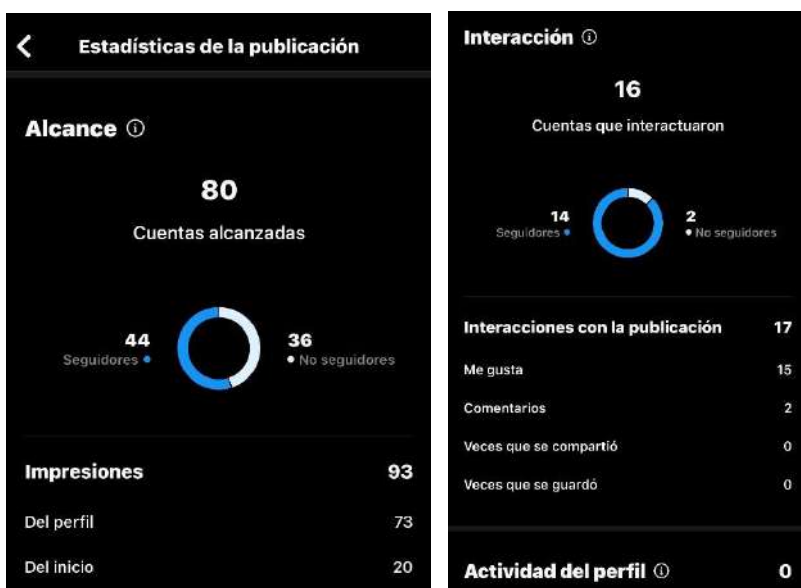 Estadísticas de la publicación
Alcance
80
Cuentas alcanzadas
44
Seguidores
36
No seguidores
Impresiones 93
Del perfil 73
Del inicio 20
Interacción
16
Cuentas que interactuaron
14
Seguidores
2
No seguidores
Interacciones con la publicación 17
Me gusta 15
Comentarios 2
Veces que se compartió 0
Veces que se guardó 0
Actividad del perfil 0